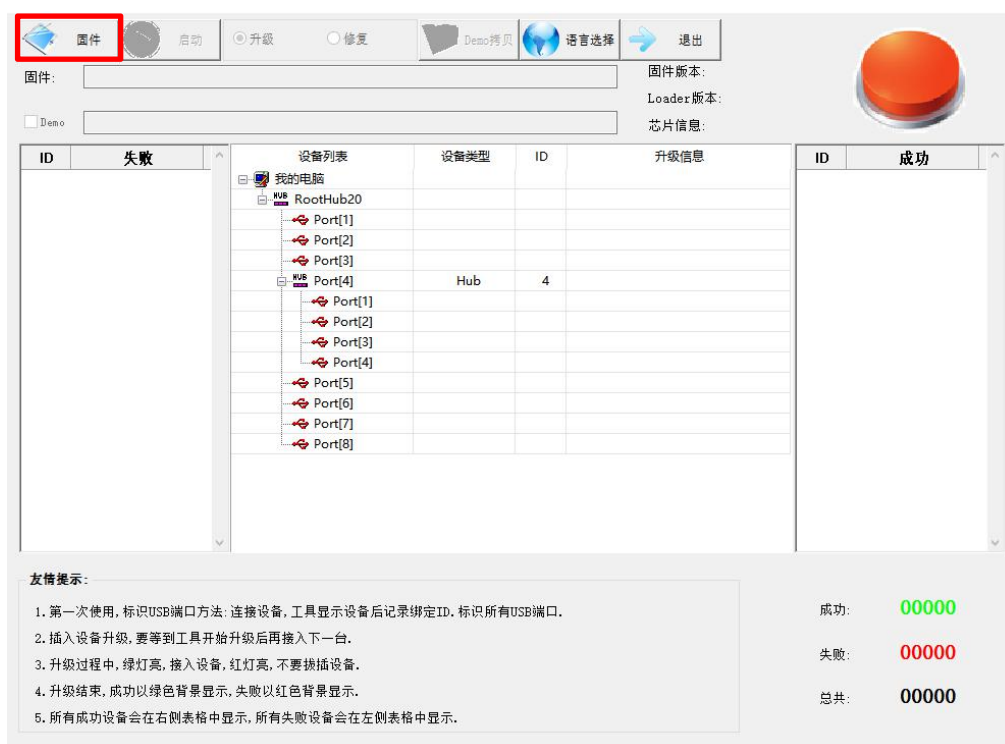 固件 启动 升级 修复 Demo拷贝 语言选择 退出
固件: 固件版本:
Loader版本:
Demo 芯片信息:
ID 失败 设备列表 设备类型 ID 升级信息 ID 成功
我的电脑
HUB RootHub20
Port[1]
Port[2]
Port[3]
HUB Port[4] Hub 4
Port[1]
Port[2]
Port[3]
Port[4]
Port[5]
Port[6]
Port[7]
Port[8]
友情提示:
1.第一次使用,标识USB端口方法:连接设备,工具显示设备后记录绑定ID.标识所有USB端口.
2.插入设备升级,要等到工具开始升级后再接入下一台.
3.升级过程中,绿灯亮,接入设备,红灯亮,不要拔插设备.
4.升级结束,成功以绿色背景显示,失败以红色背景显示.
5.所有成功设备会在右侧表格中显示,所有失败设备会在左侧表格中显示.
成功: 00000
失败: 00000
总共: 00000